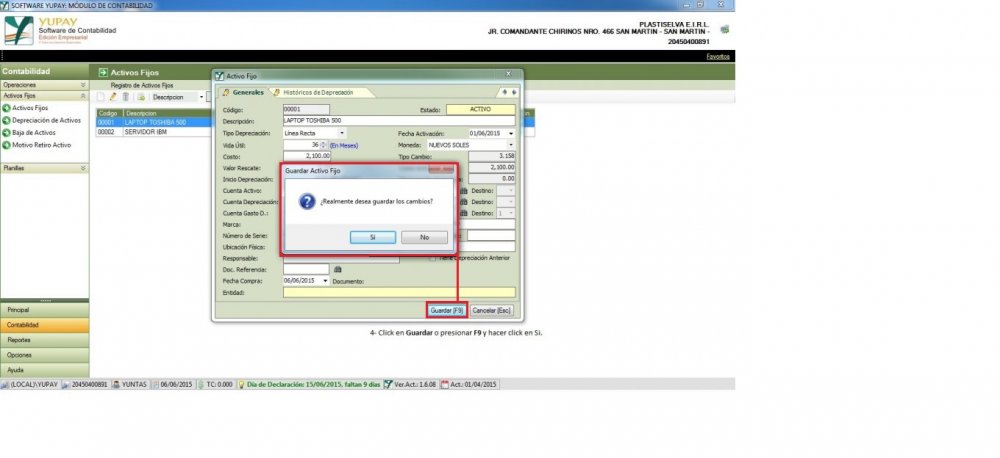 SOFTWARE YUPAY: MÓDULO DE CONTABILIDAD
YUPAY
Software de Contabilidad
Edición Empresarial
PLASTISELVA E.I.R.L.
JR. COMANDANTE CHIRINOS NRO. 466 SAN MARTIN - SAN MARTIN -
20450400891
Favoritos
Contabilidad
Operaciones
Activos Fijos
Activos Fijos
Depreciación de Activos
Baja de Activos
Motivo Retiro Activo
Planillas
Principal
Contabilidad
Reportes
Opciones
Ayuda
Activos Fijos
Registro de Activos Fijos
Descripcion
Codigo Descripcion
00001 LAPTOP TOSHIBA 500
00002 SERVIDOR IBM
Activo Fijo
Generales Históricos de Depreciación
Código: 00001 Estado: ACTIVO
Descripción: LAPTOP TOSHIBA 500
Tipo Depreciación: Línea Recta Fecha Activación: 01/06/2015
Vida Útil: 36 (En Meses) Moneda: NUEVOS SOLES
Costo: 2,100.00 Tipo Cambio: 3.158
Valor Rescate: 2,100.00
Inicio Depreciación: 0.00
Cuenta Activo: Destino:
Cuenta Depreciación: Destino:
Cuenta Gasto D.: Destino: 1
Marca:
Número de Serie:
Ubicación Física:
Responsable: Tiene Depreciación Anterior
Doc. Referencia:
Fecha Compra: 06/06/2015 Documento:
Entidad:
Guardar [F9] Cancelar [Esc]
Guardar Activo Fijo
¿Realmente desea guardar los cambios?
Sí No
4- Click en Guardar o presionar F9 y hacer click en Si.
(LOCAL)\YUPAY 20450400891 YUNTAS 06/06/2015 TC: 0.000 Día de Declaración: 15/06/2015, faltan 9 días Ver.Act.: 1.6.08 Act.: 01/04/2015